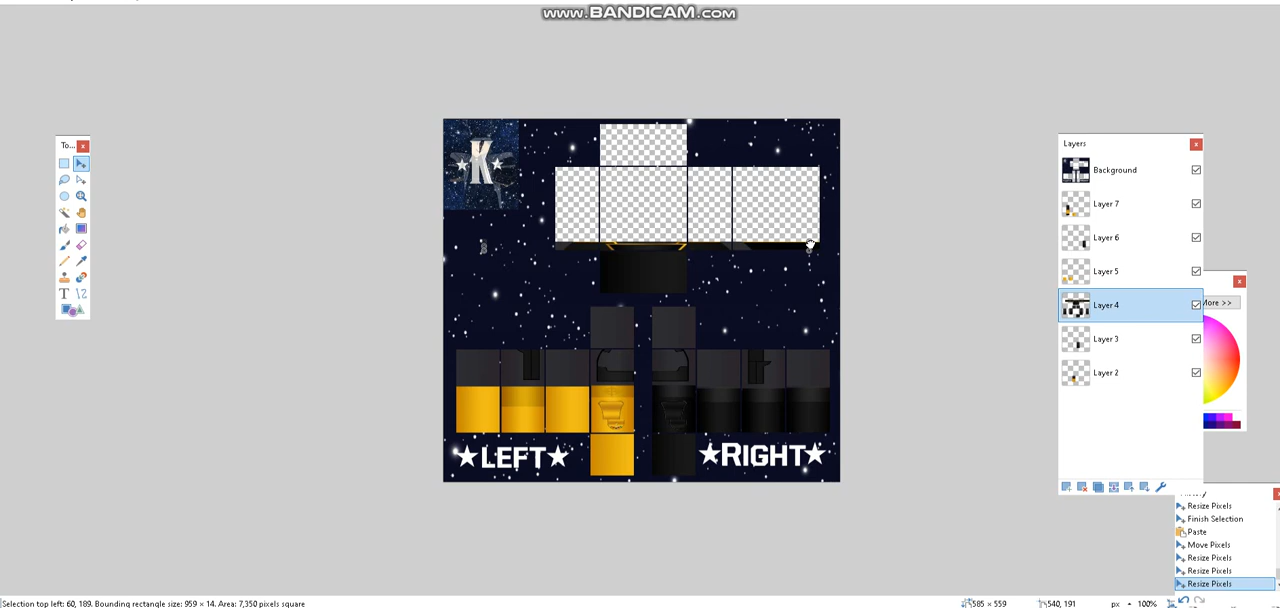 www.BANDICAM.com
To...
K
★LEFT★
★RIGHT★
Layers
Background
Layer 7
Layer 6
Layer 5
Layer 4
Layer 3
Layer 2
More >>
History
Resize Pixels
Finish Selection
Paste
Move Pixels
Resize Pixels
Resize Pixels
Resize Pixels
Selection top left: 60, 189. Bounding rectangle size: 959 × 14. Area: 7,350 pixels square
585 × 559
540, 191
px
100%